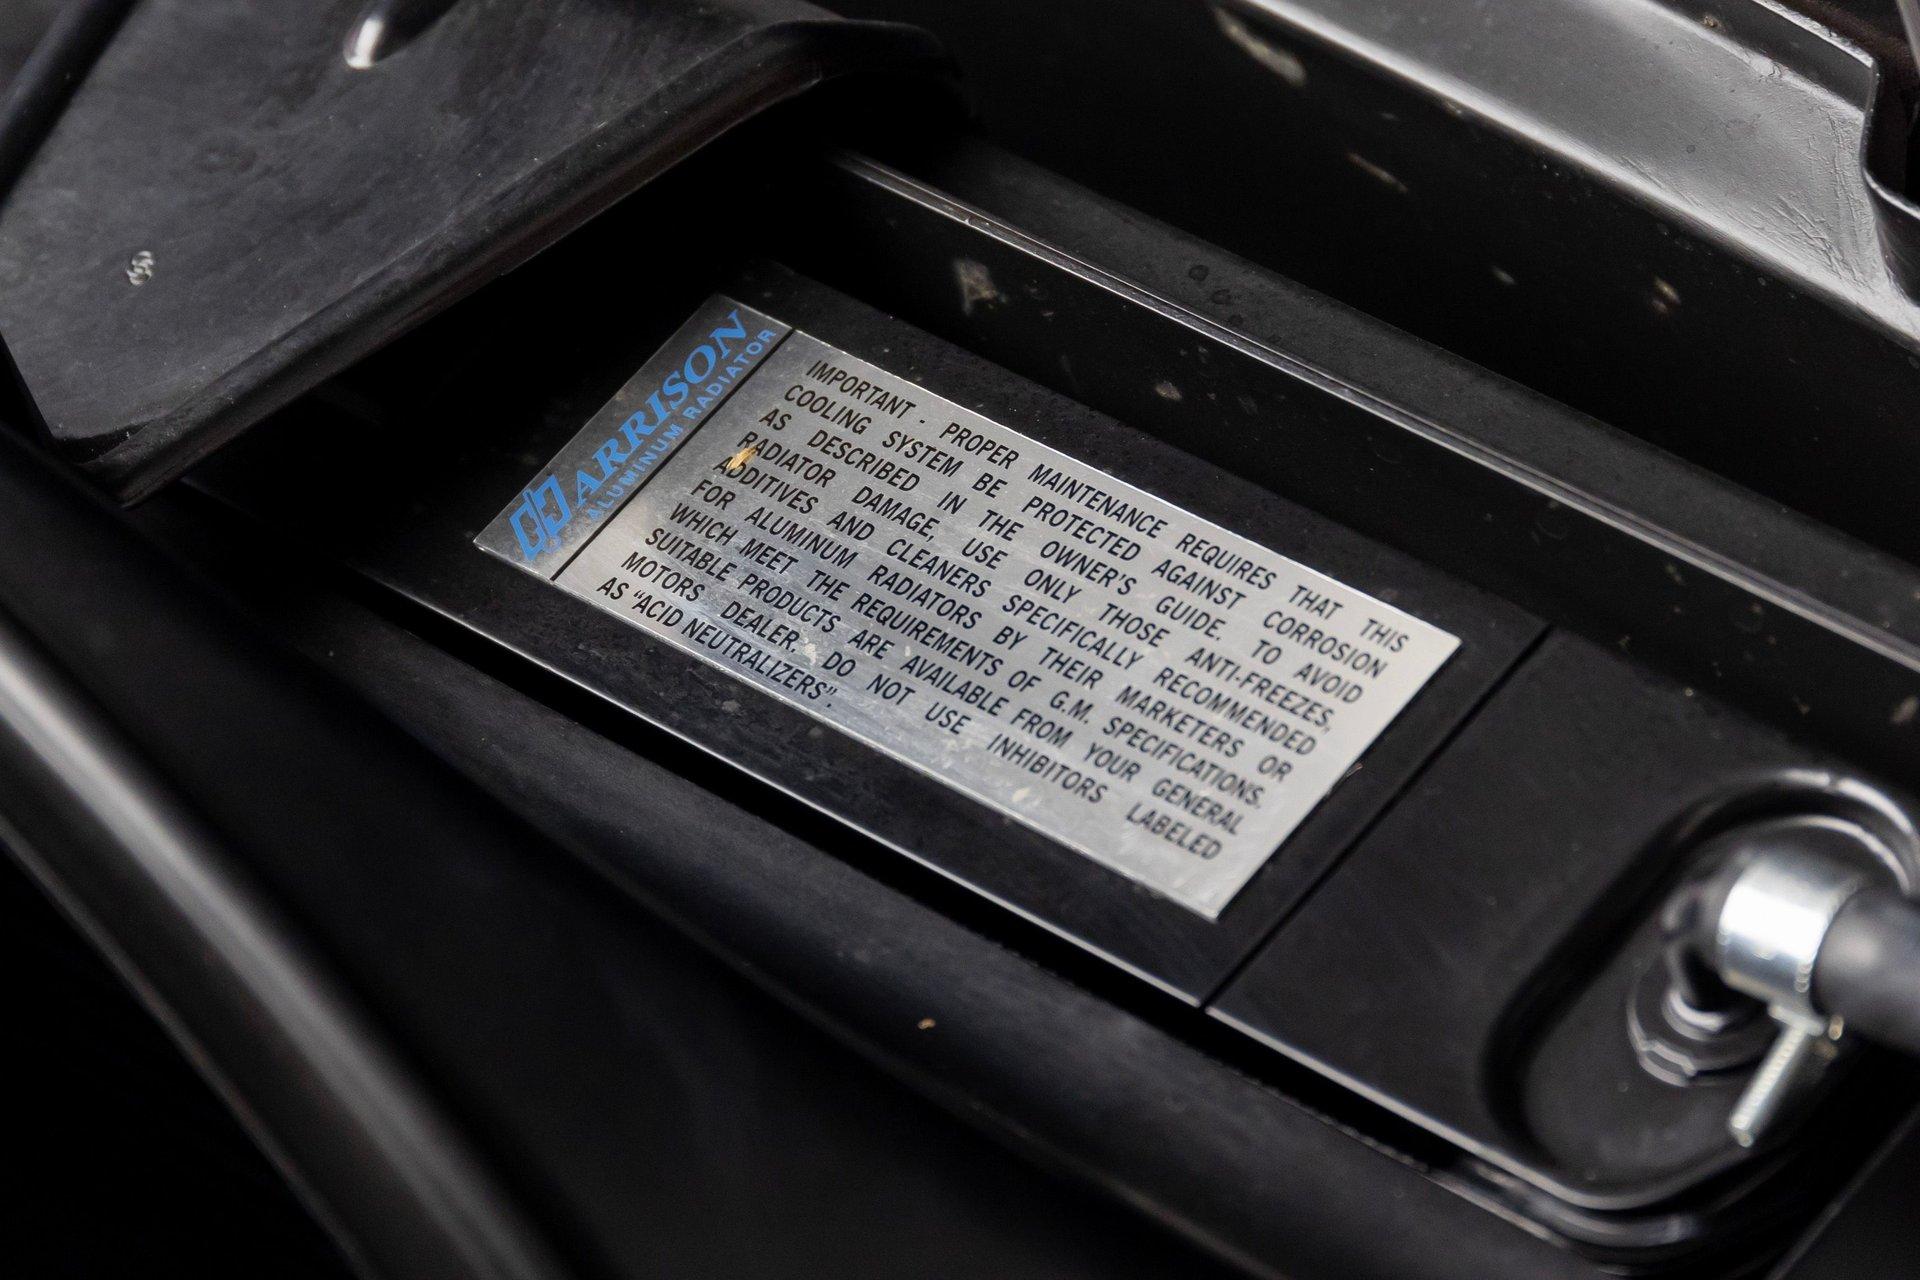 HARRISON
ALUMINUM RADIATOR
IMPORTANT - PROPER MAINTENANCE REQUIRES THAT THIS
COOLING SYSTEM BE PROTECTED AGAINST CORROSION
AS DESCRIBED IN THE OWNER'S GUIDE. TO AVOID
RADIATOR DAMAGE, USE ONLY THOSE ANTI-FREEZES,
ADDITIVES AND CLEANERS SPECIFICALLY RECOMMENDED
FOR ALUMINUM RADIATORS BY THEIR MARKETERS OR
WHICH MEET THE REQUIREMENTS OF G.M. SPECIFICATIONS.
SUITABLE PRODUCTS ARE AVAILABLE FROM YOUR GENERAL
MOTORS DEALER. DO NOT USE INHIBITORS LABELED
AS "ACID NEUTRALIZERS".